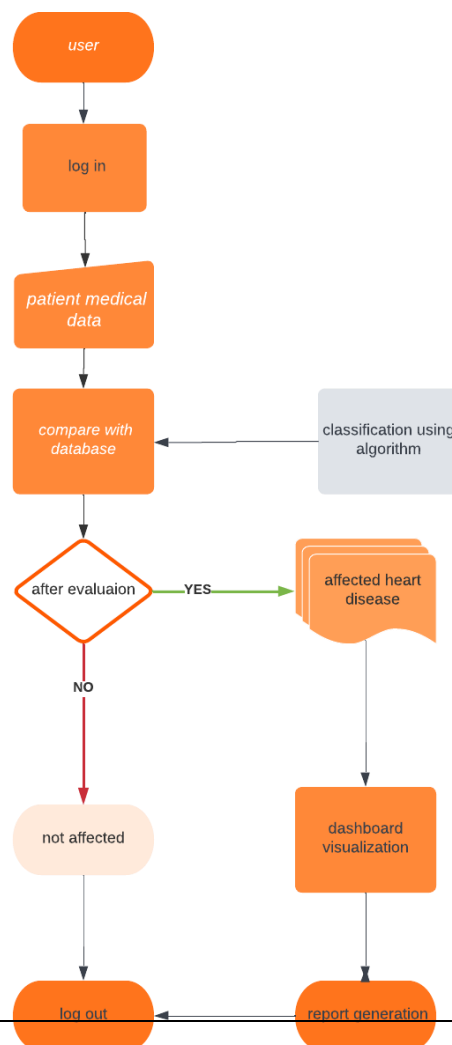 user
log in
patient medical
data
compare with
database
classification using
algorithm
after evaluaion
YES
affected heart
disease
NO
not affected
dashboard
visualization
log out
report generation